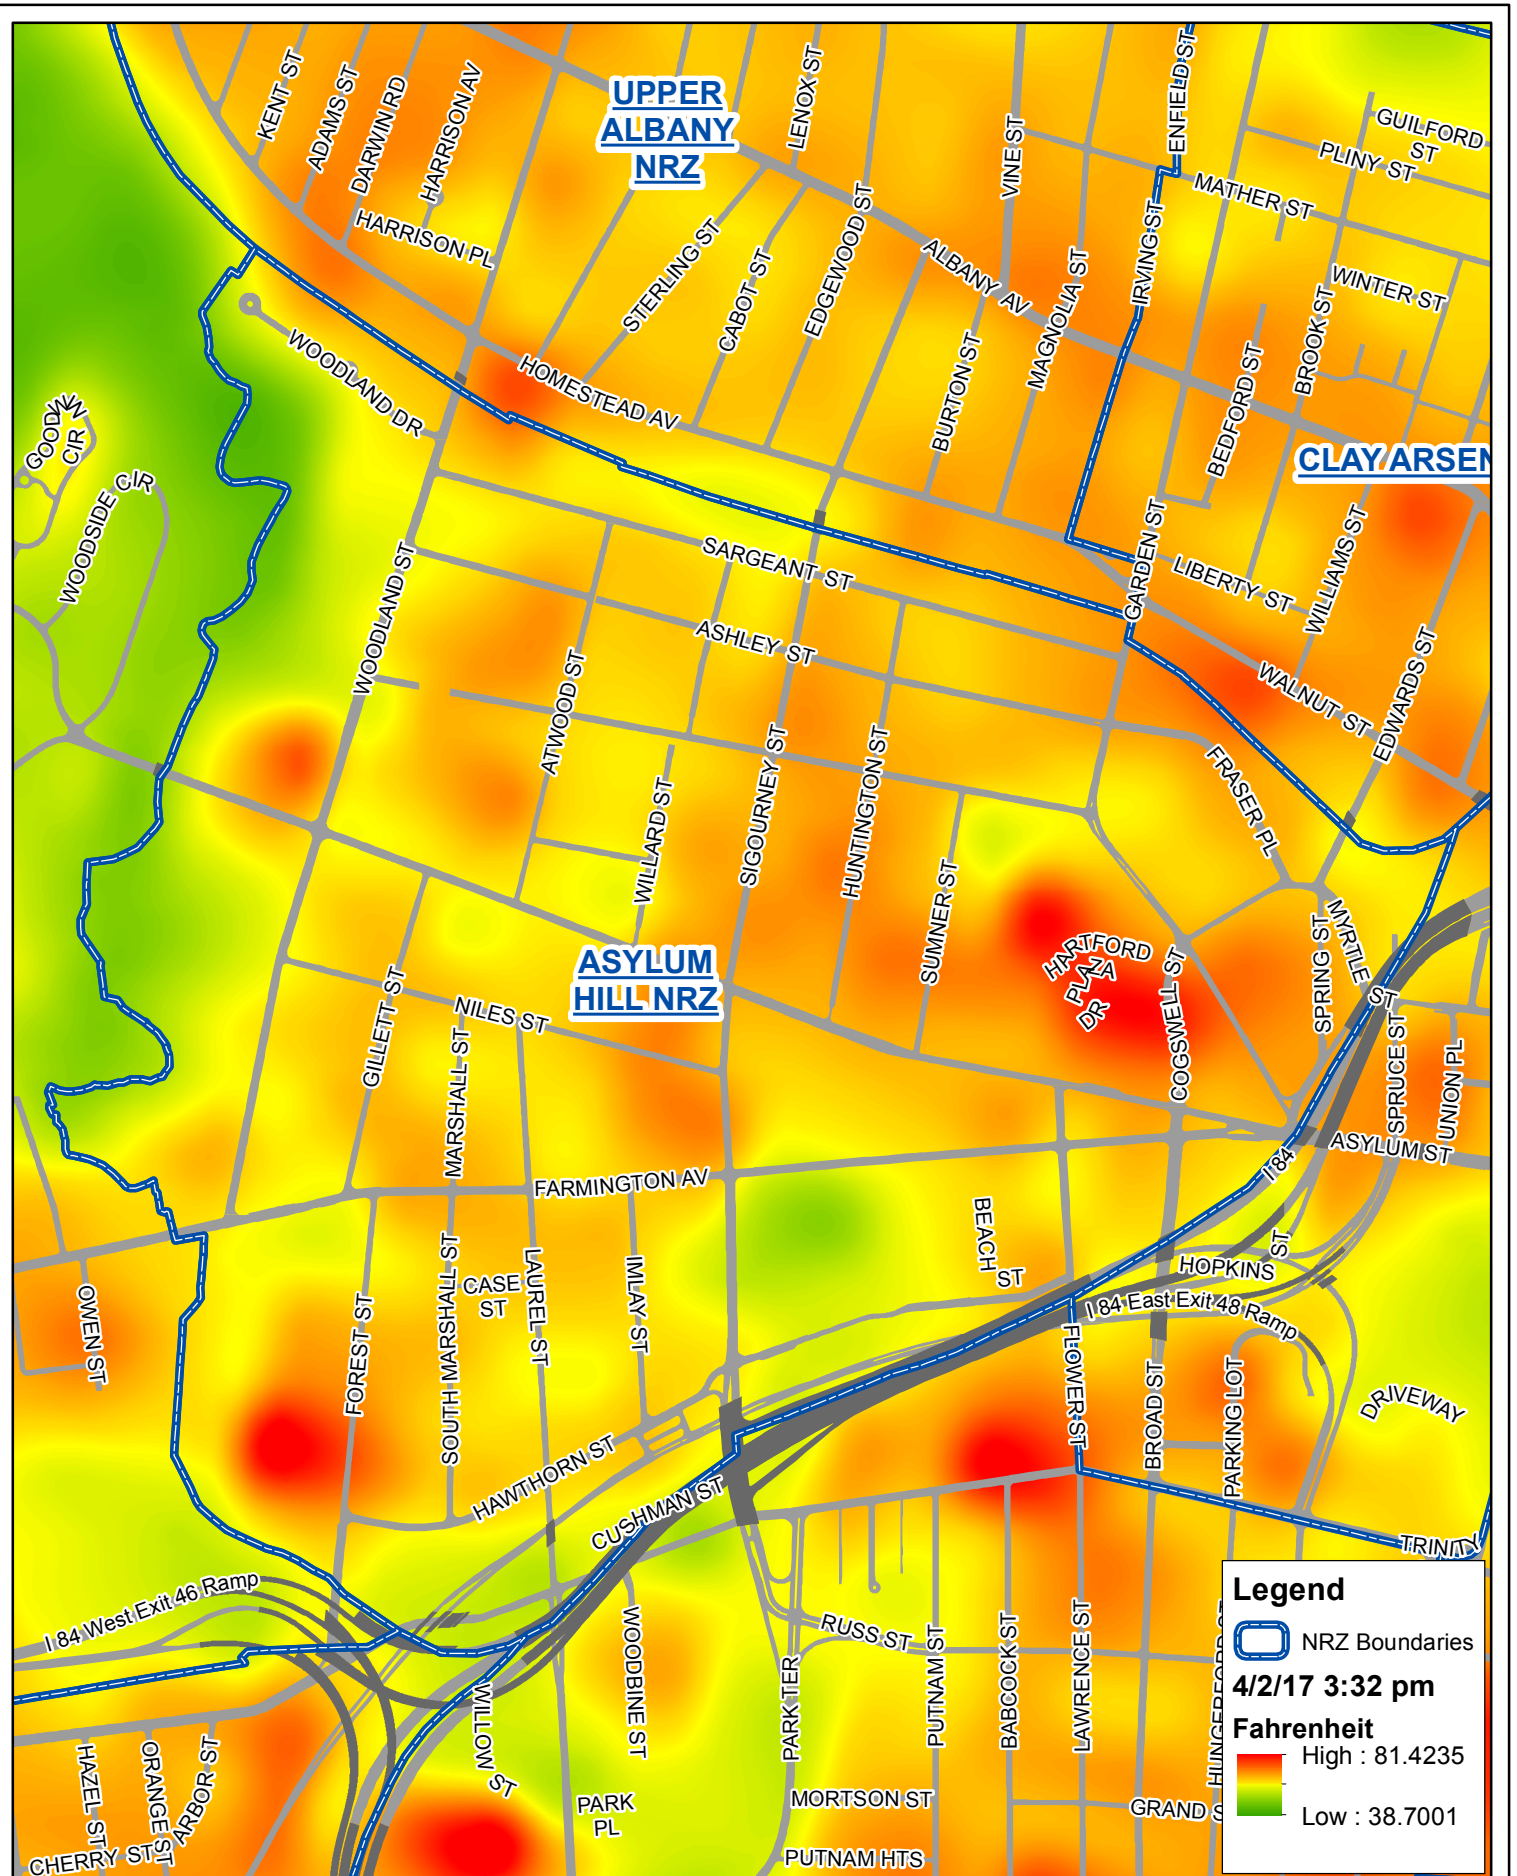 KENT ST
ADAMS ST
DARWIN RD
HARRISON AV
HARRISON PL
UPPER
ALBANY
NRZ
LENOX ST
VINE ST
ENFIELD ST
GUILFORD
ST
PLINY ST
MATHER ST
WINTER ST
STERLING ST
CABOT ST
EDGEWOOD ST
ALBANY AV
MAGNOLIA ST
IRVING ST
BROOK ST
BEDFORD ST
BURTON ST
WOODLAND DR
HOMESTEAD AV
GOODWIN
CIR
WOODSIDE CIR
CLAY ARSEN
WOODLAND ST
SARGEANT ST
ASHLEY ST
GARDEN ST
LIBERTY ST
WILLIAMS ST
EDWARDS ST
WALNUT ST
ATWOOD ST
WILLARD ST
SIGOURNEY ST
HUNTINGTON ST
SUMNER ST
FRASER PL
ASYLUM
HILL NRZ
HARTFORD
PLAZA
DR
COGSWELL ST
SPRING ST
MYRTLE
ST
SPRUCE ST
UNION PL
ASYLUM ST
GILLETT ST
NILES ST
MARSHALL ST
FARMINGTON AV
I 84
BEACH
ST
HOPKINS
ST
I 84 East Exit 48 Ramp
OWEN ST
FOREST ST
SOUTH MARSHALL ST
CASE
ST
LAUREL ST
IMLAY ST
FLOWER ST
BROAD ST
PARKING LOT
DRIVEWAY
HAWTHORN ST
CUSHMAN ST
TRINITY
I 84 West Exit 46 Ramp
WOODBINE ST
RUSS ST
PARK TER
PUTNAM ST
BABCOCK ST
LAWRENCE ST
HUNGERFORD ST
WILLOW
ST
HAZEL ST
ORANGE ST
ARBOR ST
CHERRY ST
PARK
PL
MORTSON ST
GRAND S
PUTNAM HTS
Legend
NRZ Boundaries
4/2/17 3:32 pm
Fahrenheit
High : 81.4235
Low : 38.7001